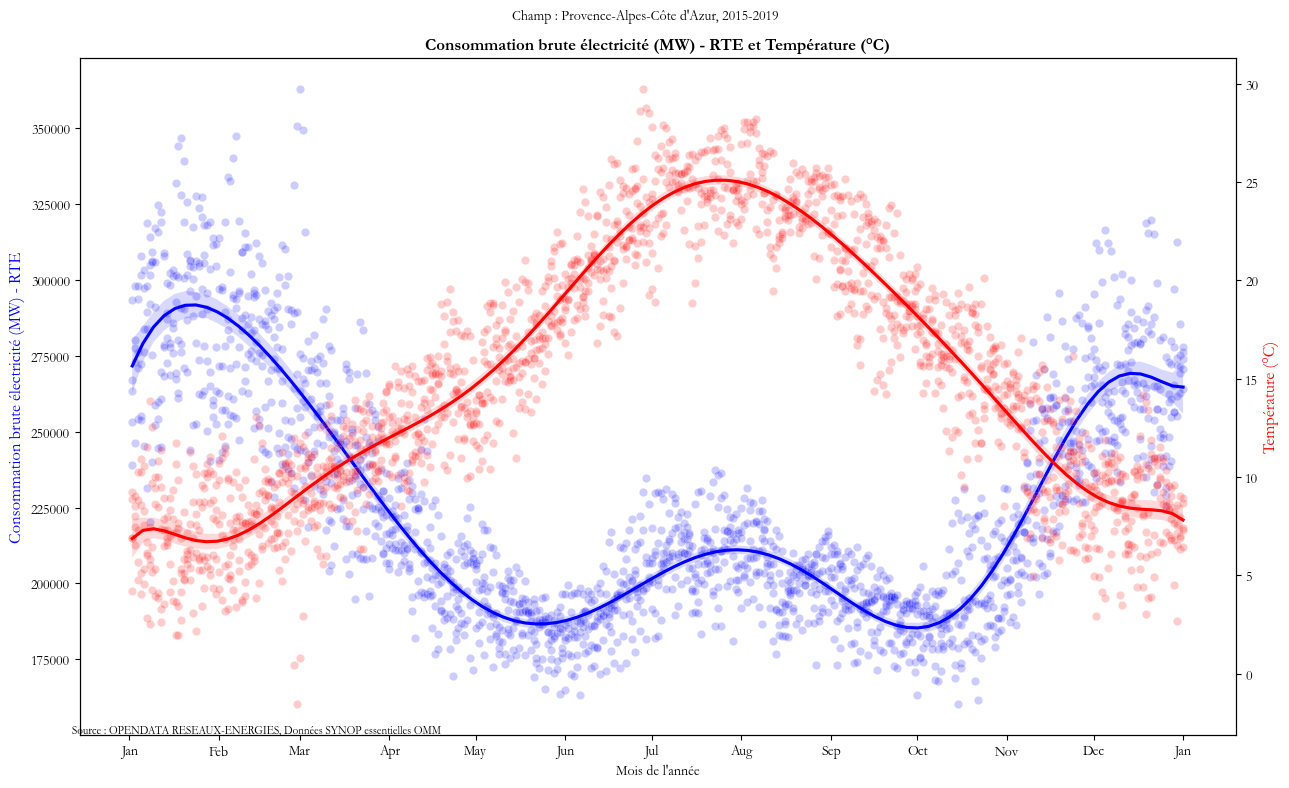 Champ : Provence-Alpes-Côte d'Azur, 2015-2019
Consommation brute électricité (MW) - RTE et Température (°C)
Consommation brute électricité (MW) - RTE
350000
325000
300000
275000
250000
225000
200000
175000
30
25
20
15
10
5
0
Temperature (°C)
Source : OPENDATA RESEAUX-ENERGIES, Données SYNOP essentielles OMM
Jan Feb Mar Apr May Jun Jul Aug Sep Oct Nov Dec Jan
Mois de l'année